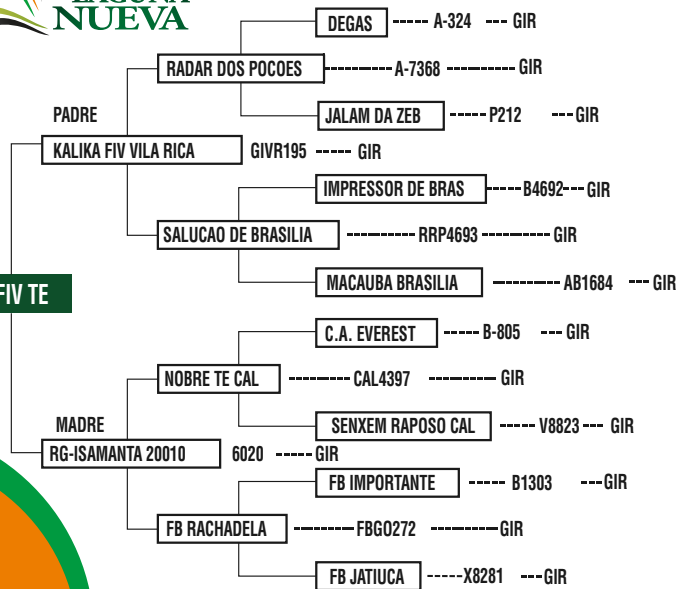 LAGUNA
NUEVA
DEGAS ----- A-324 --- GIR
RADAR DOS POCOES ---------- A-7368 ---------- GIR
JALAM DA ZEB ----- P212 --- GIR
PADRE
KALIKA FIV VILA RICA GIVR195 ----- GIR
IMPRESSOR DE BRAS ----- B4692 --- GIR
SALUCAO DE BRASILIA ---------- RRP4693 ---------- GIR
MACAUBA BRASILIA ---------- AB1684 --- GIR
FIV TE
C.A. EVEREST ----- B-805 --- GIR
NOBRE TE CAL ---------- CAL4397 ---------- GIR
SENXEM RAPOSO CAL ----- V8823 --- GIR
MADRE
RG-ISAMANTA 20010 6020 ----- GIR
FB IMPORTANTE ----- B1303 --- GIR
FB RACHADELA ---------- FBGO272 ---------- GIR
FB JATIUCA ----- X8281 --- GIR